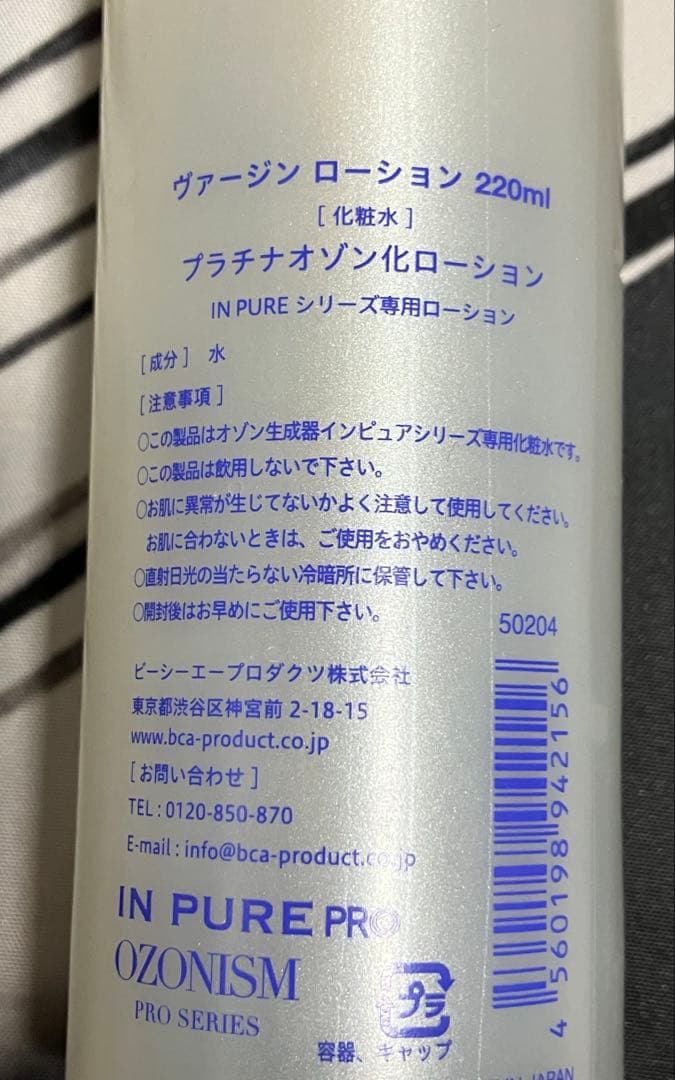 ヴァージン ローション 220ml
[ 化粧水 ]
プラチナオゾン化ローション
IN PURE シリーズ専用ローション
[ 成分 ] 水
[ 注意事項 ]
○この製品はオゾン生成器インピュアシリーズ専用化粧水です。
○この製品は飲用しないで下さい。
○お肌に異常が生じてないかよく注意して使用してください。
お肌に合わないときは、ご使用をおやめください。
○直射日光の当たらない冷暗所に保管して下さい。
○開封後はお早めにご使用下さい。
50204
ビーシーエープロダクツ株式会社
東京都渋谷区神宮前 2-18-15
www.bca-product.co.jp
[ お問い合わせ ]
TEL : 0120-850-870
E-mail : info@bca-product.co.jp
4 560198 942156
IN PURE PRO
OZONISM
PRO SERIES
プラ
容器、キャップ
IN JAPAN